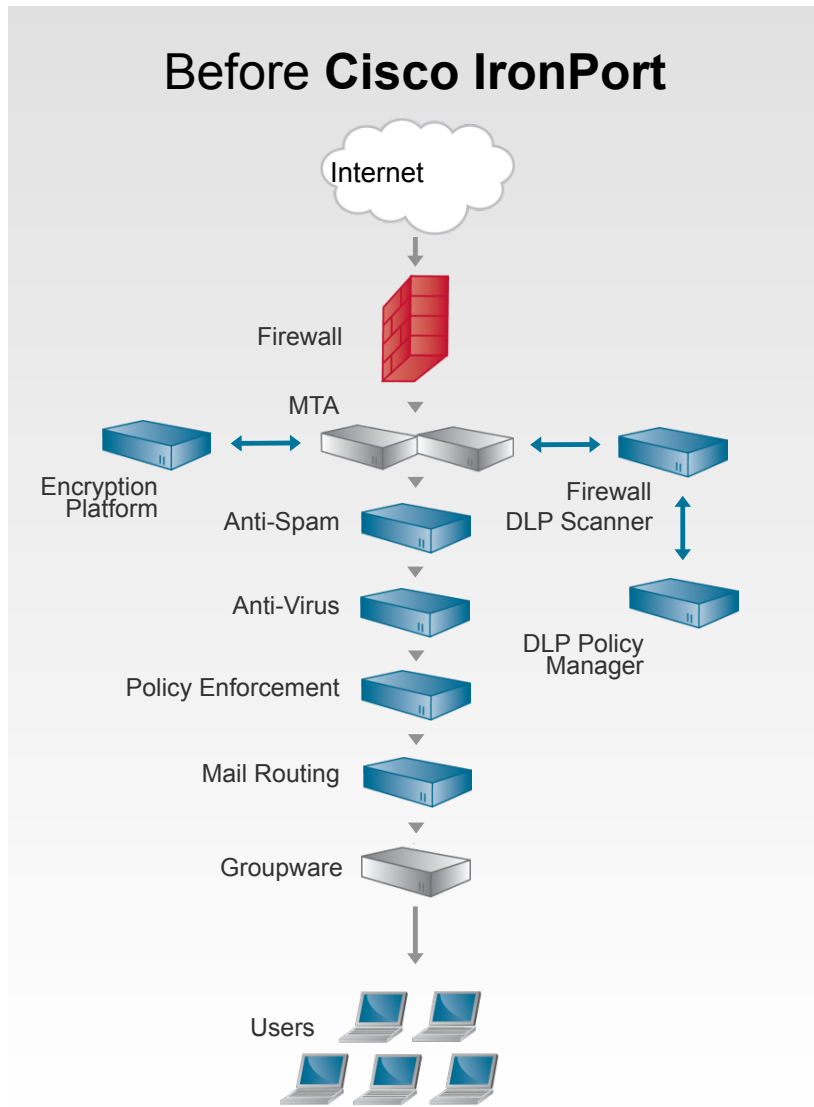 Before Cisco IronPort
Internet
Firewall
MTA
Encryption
Platform
Firewall
DLP Scanner
Anti-Spam
Anti-Virus
DLP Policy
Manager
Policy Enforcement
Mail Routing
Groupware
Users